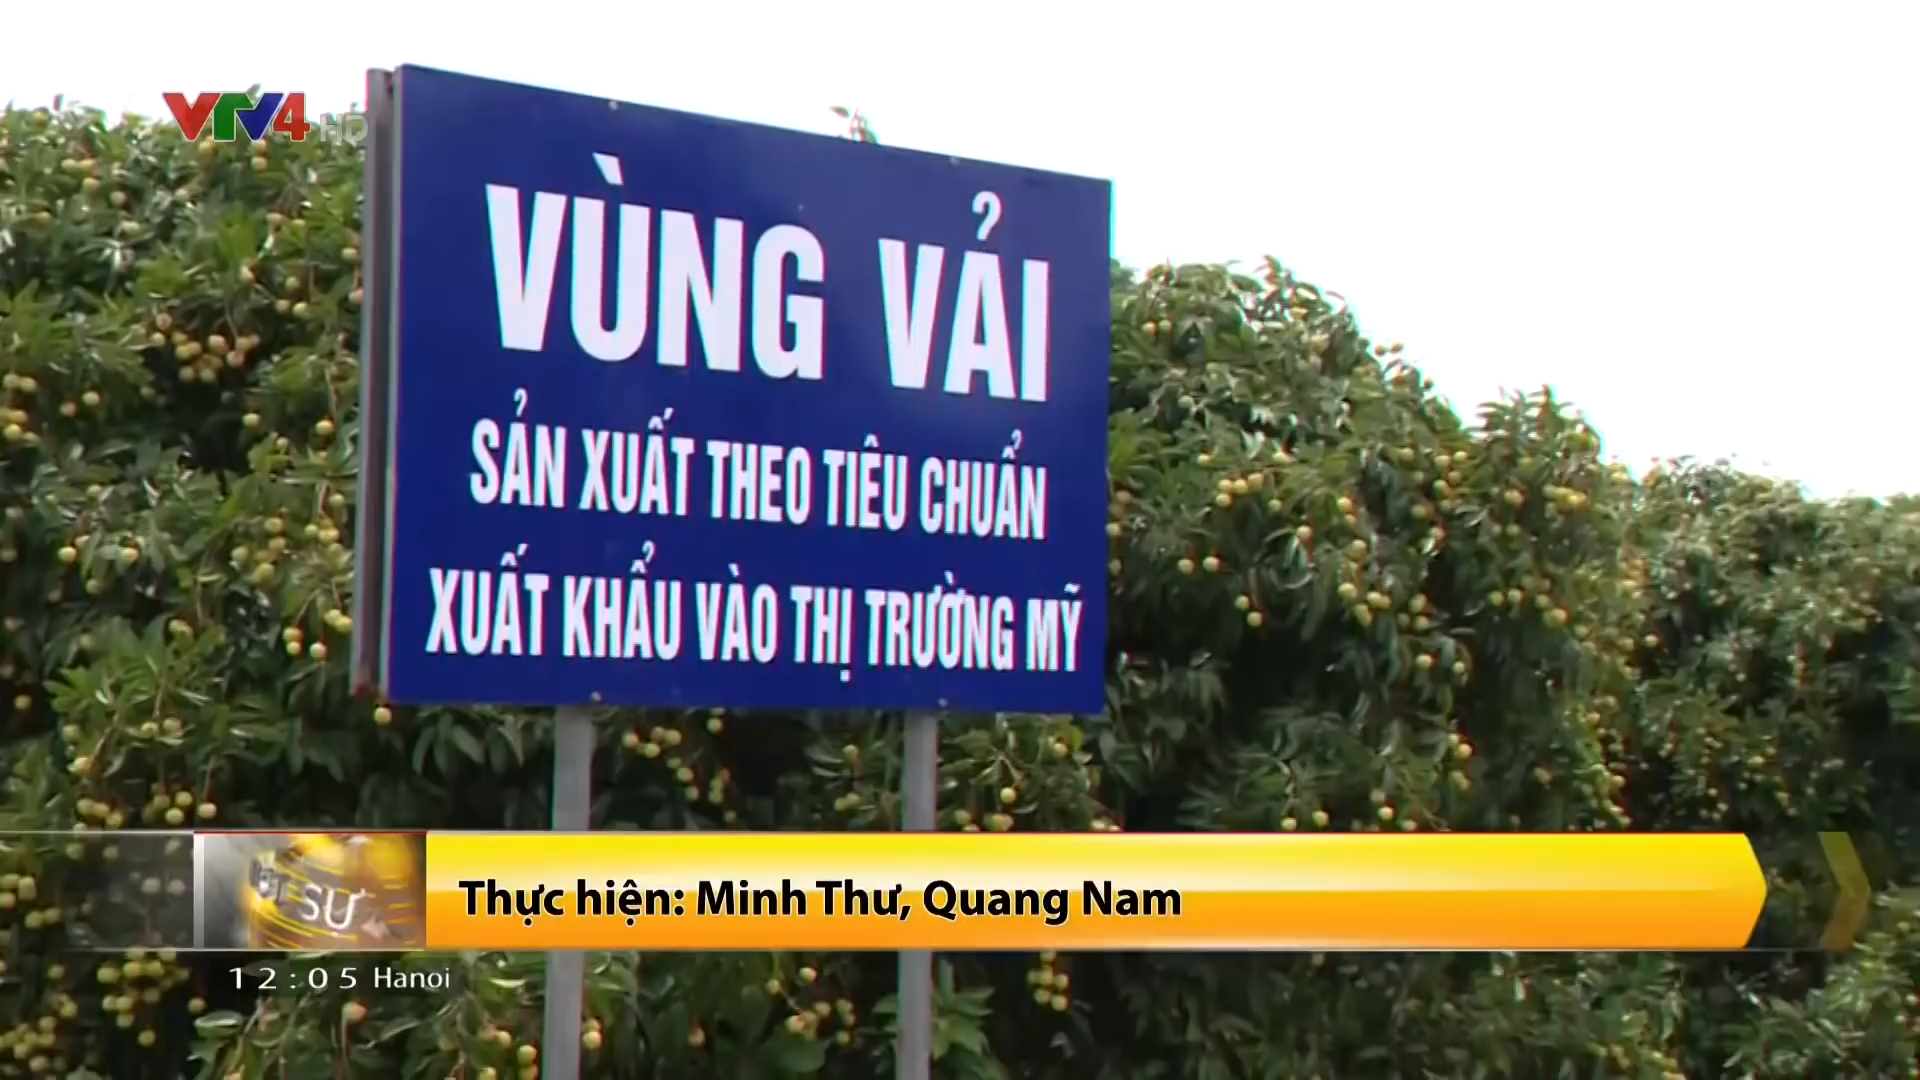 VTV4 HD
VÙNG VẢI
SẢN XUẤT THEO TIÊU CHUẨN
XUẤT KHẨU VÀO THỊ TRƯỜNG MỸ
SỰ
Thực hiện: Minh Thư, Quang Nam
12:05 Hanoi